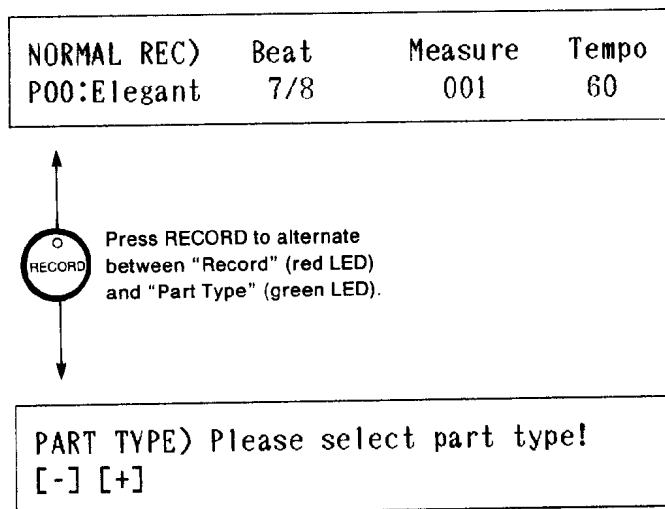 NORMAL REC) Beat Measure Tempo
P00:Elegant 7/8 001 60
RECORD
Press RECORD to alternate
between "Record" (red LED)
and "Part Type" (green LED).
PART TYPE) Please select part type!
[-] [+]